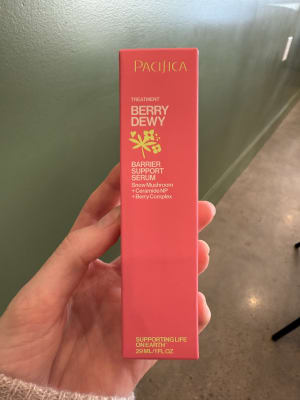 PACIFICA
TREATMENT
BERRY
DEWY
BARRIER
SUPPORT
SERUM
Snow Mushroom
+Ceramide NP
+Berry Complex
SUPPORTING LIFE
ON EARTH
29 ML/1 FL OZ